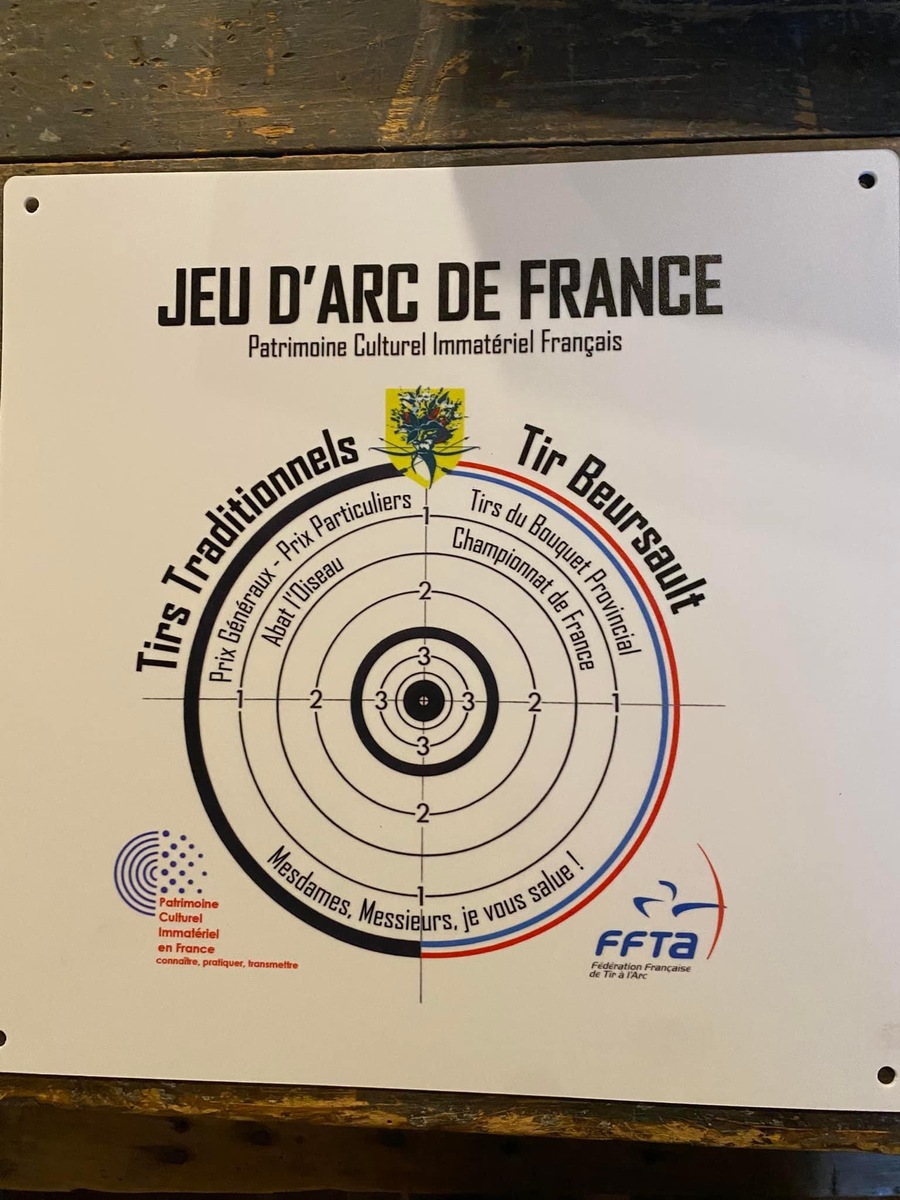 JEU D'ARC DE FRANCE
Patrimoine Culturel Immatériel Français
Tirs Traditionnels
Tir Beursault
Prix Généraux - Prix Particuliers
Abat l'Oiseau
Tirs du Bouquet Provincial
Championnat de France
1
2
3
1 2 3 3 2 1
3
2
1
Mesdames, Messieurs, je vous salue !
Patrimoine
Culturel
Immatériel
en France
connaître, pratiquer, transmettre
FFTA
Fédération Française
de Tir à l'Arc